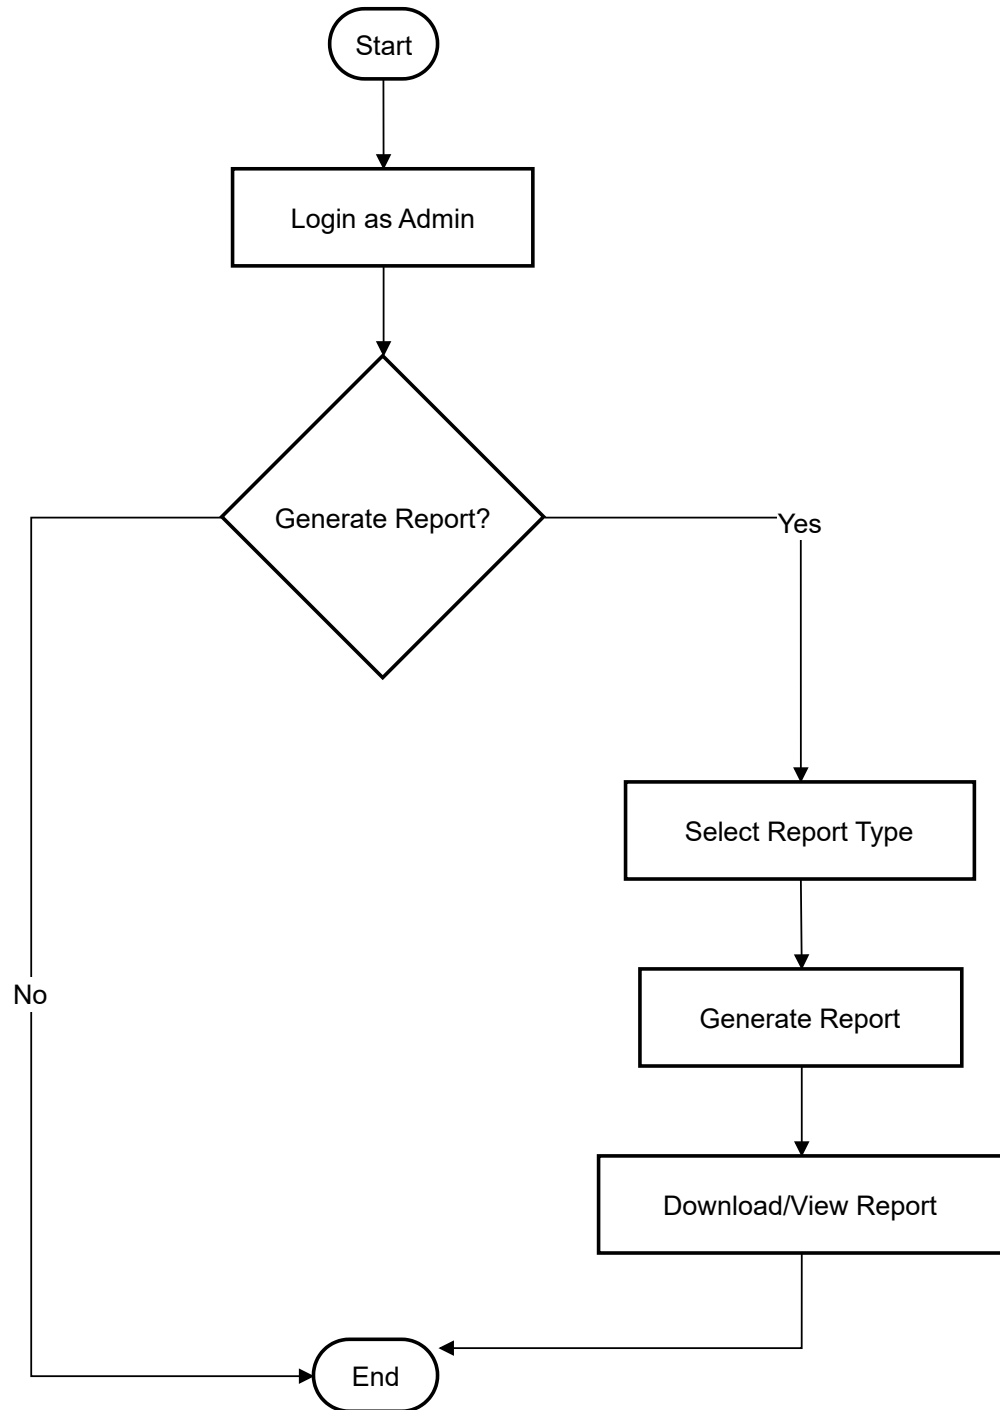 Start
Login as Admin
Generate Report?
Yes
Select Report Type
No
Generate Report
Download/View Report
End